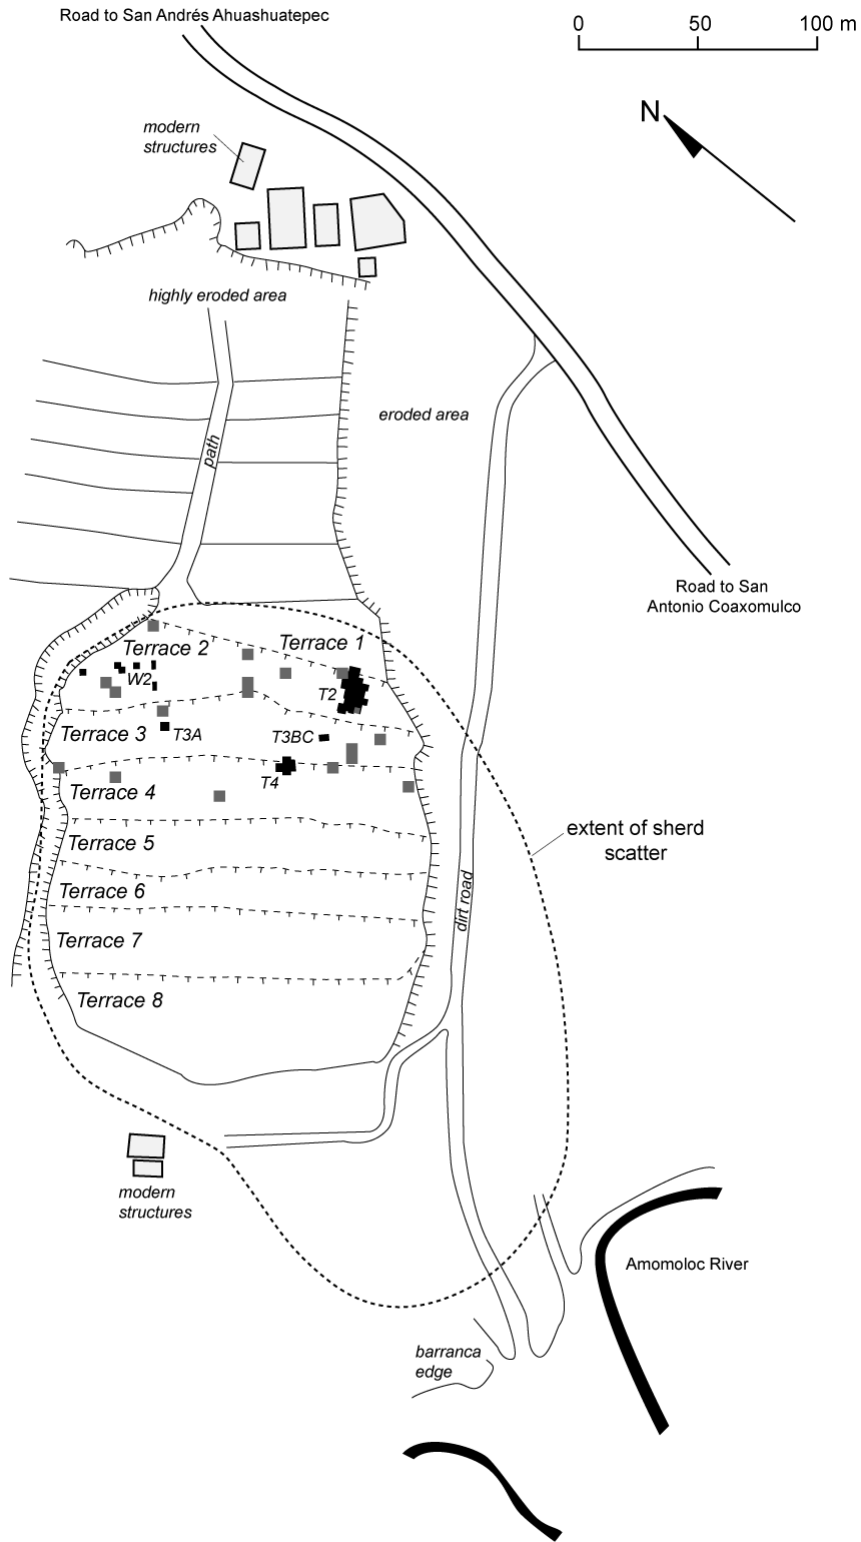 Road to San Andrés Ahuashuatepec
0 50 100 m
N
modern
structures
highly eroded area
eroded area
path
Road to San
Antonio Coaxomulco
Terrace 1
Terrace 2
W2
T2
Terrace 3
T3A
T3BC
T4
Terrace 4
extent of sherd
scatter
Terrace 5
Terrace 6
dirt road
Terrace 7
Terrace 8
modern
structures
Amomoloc River
barranca
edge